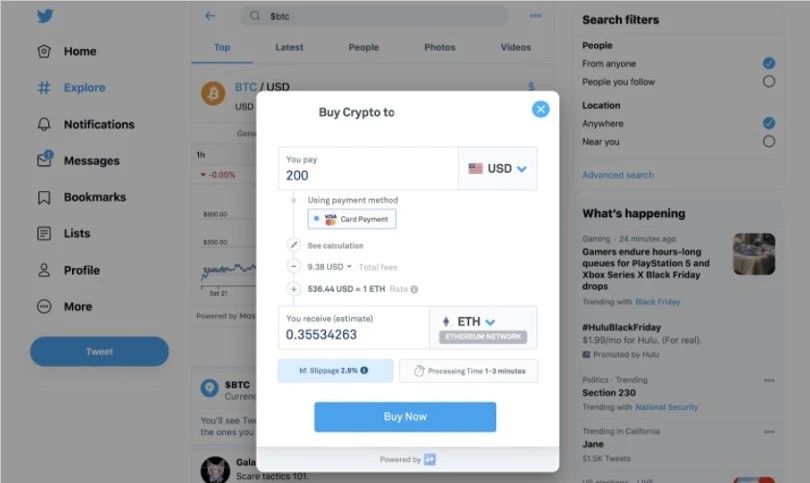 Home
Explore
Notifications
1
Messages
Bookmarks
Lists
Profile
More
Tweet
$btc
Top
Latest
People
Photos
Videos
BTC / USD
USD
$
1h
-0.05%
$600.00
$550.00
Sat 21
Powered by
$BTC
You'll see
the ones you
Scare tactics 101.
Buy Crypto to
You pay
200
USD
Using payment method
VISA
Card Payment
See calculation
9.38 USD
Total fees
536.44 USD = 1 ETH Rate
You receive (estimate)
0.35534263
ETH
ETHEREUM NETWORK
Slippage 2.9%
Processing Time 1-3 minutes
Buy Now
Powered by
Search filters
People
From anyone
People you follow
Location
Anywhere
Near you
Advanced search
What's happening
Gaming · 24 minutes ago
Gamers endure hours-long
queues for PlayStation 5 and
Xbox Series X Black Friday
drops
Trending with Black Friday
#HuluBlackFriday
$1.99/mo for Hulu. (For real).
Promoted by Hulu
Politics · Trending
Section 230
Trending with National Security
Trending in California
Jane
51.5K Tweets